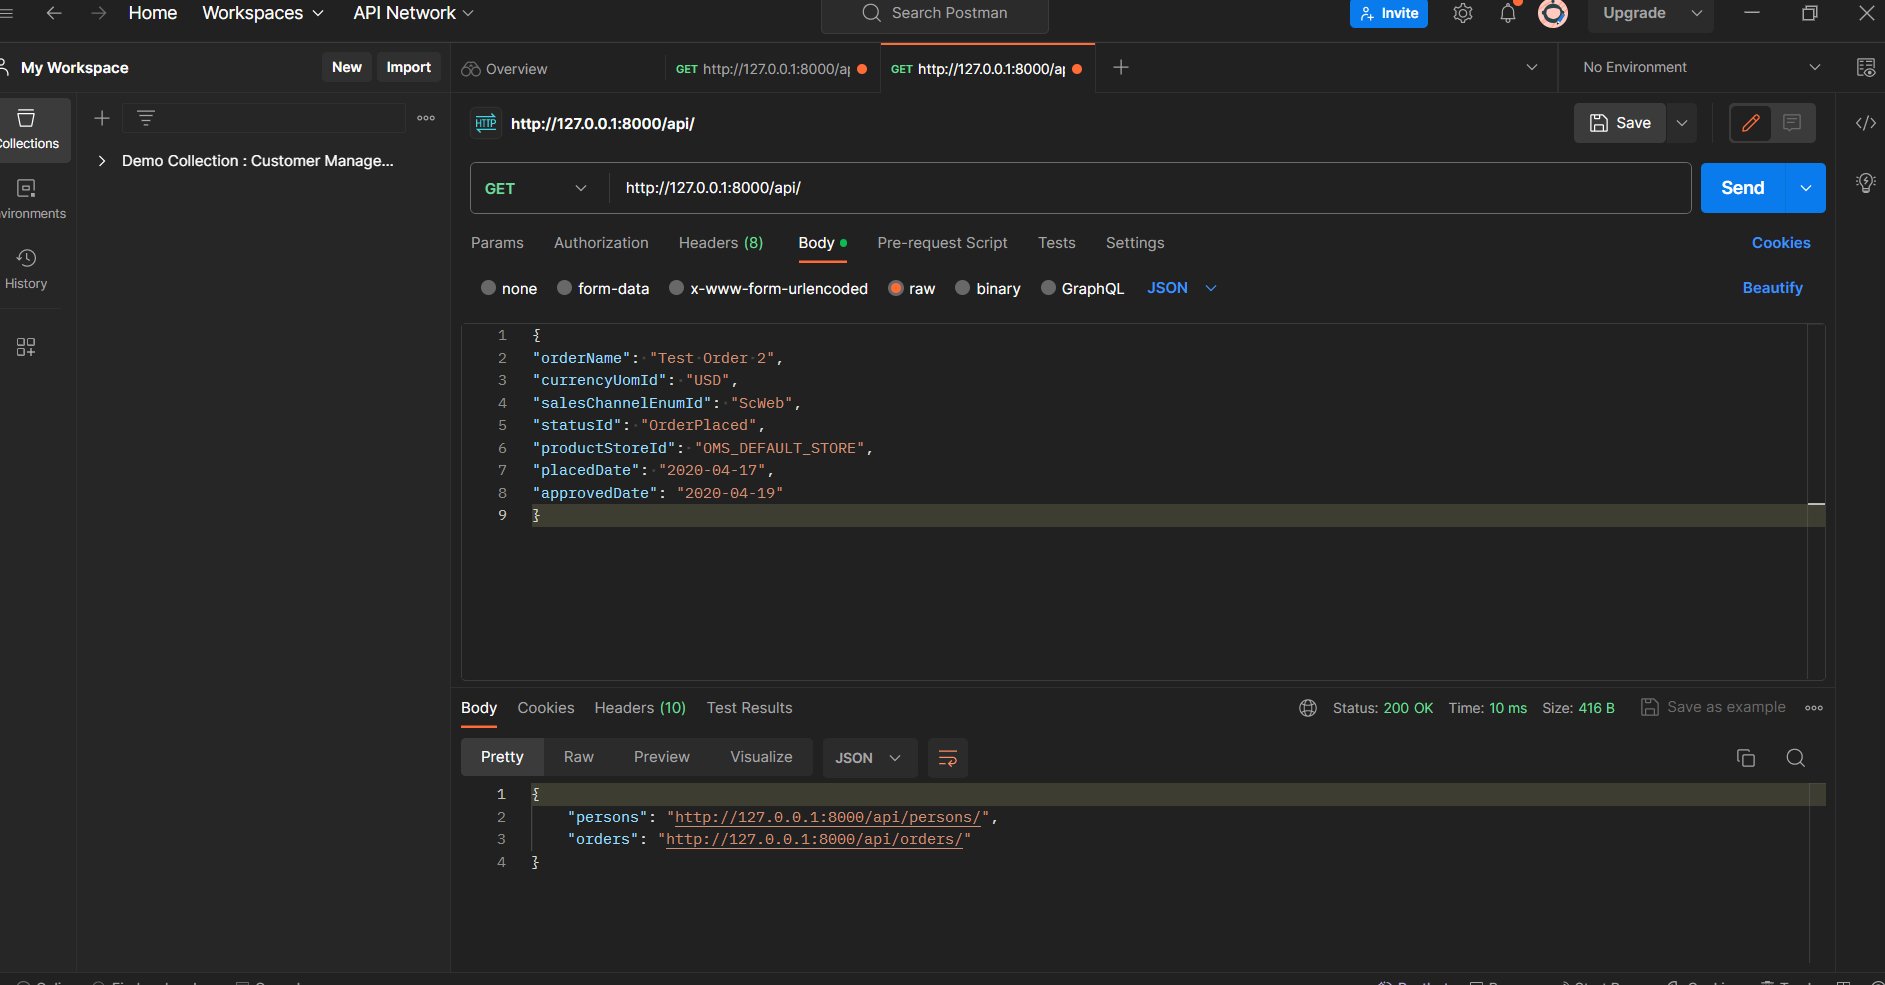 Home Workspaces API Network Search Postman Invite Upgrade
My Workspace New Import Overview GET http://127.0.0.1:8000/ap GET http://127.0.0.1:8000/ap No Environment
Collections
Demo Collection : Customer Manage...
History
http://127.0.0.1:8000/api/ Save
GET http://127.0.0.1:8000/api/ Send
Params Authorization Headers (8) Body Pre-request Script Tests Settings Cookies
none form-data x-www-form-urlencoded raw binary GraphQL JSON Beautify
1 {
2 "orderName": "Test Order 2",
3 "currencyUomId": "USD",
4 "salesChannelEnumId": "ScWeb",
5 "statusId": "OrderPlaced",
6 "productStoreId": "OMS_DEFAULT_STORE",
7 "placedDate": "2020-04-17",
8 "approvedDate": "2020-04-19"
9 }
Body Cookies Headers (10) Test Results Status: 200 OK Time: 10 ms Size: 416 B Save as example
Pretty Raw Preview Visualize JSON
1 {
2 "persons": "http://127.0.0.1:8000/api/persons/",
3 "orders": "http://127.0.0.1:8000/api/orders/"
4 }